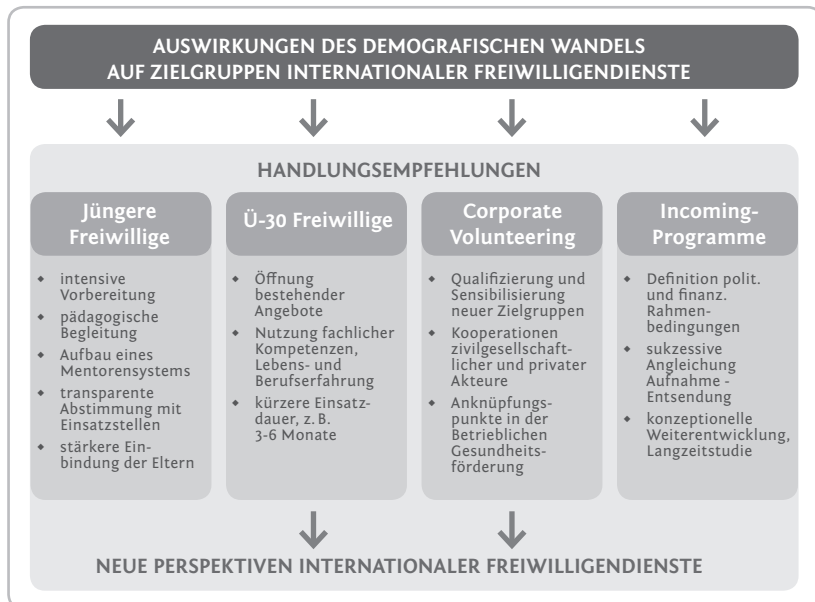 AUSWIRKUNGEN DES DEMOGRAFISCHEN WANDELS
AUF ZIELGRUPPEN INTERNATIONALER FREIWILLIGENDIENSTE
HANDLUNGSEMPFEHLUNGEN
Jüngere
Freiwillige
◆ intensive
Vorbereitung
◆ pädagogische
Begleitung
◆ Aufbau eines
Mentorensystems
◆ transparente
Abstimmung mit
Einsatzstellen
◆ stärkere Ein-
bindung der Eltern
Ü-30 Freiwillige
◆ Öffnung
bestehender
Angebote
◆ Nutzung fachlicher
Kompetenzen,
Lebens- und
Berufserfahrung
◆ kürzere Einsatz-
dauer, z. B.
3-6 Monate
Corporate
Volunteering
◆ Qualifizierung und
Sensibilisierung
neuer Zielgruppen
◆ Kooperationen
zivilgesellschaft-
licher und privater
Akteure
◆ Anknüpfungs-
punkte in der
Betrieblichen
Gesundheits-
förderung
Incoming-
Programme
◆ Definition polit.
und finanz.
Rahmen-
bedingungen
◆ sukzessive
Angleichung
Aufnahme -
Entsendung
◆ konzeptionelle
Weiterentwicklung,
Langzeitstudie
NEUE PERSPEKTIVEN INTERNATIONALER FREIWILLIGENDIENSTE